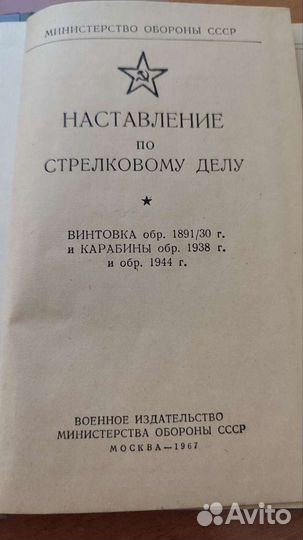 МИНИСТЕРСТВО ОБОРОНЫ СССР
НАСТАВЛЕНИЕ
ПО
СТРЕЛКОВОМУ ДЕЛУ
ВИНТОВКА обр. 1891/30 г.
и КАРАБИНЫ обр. 1938 г.
и обр. 1944 г.
ВОЕННОЕ ИЗДАТЕЛЬСТВО
МИНИСТЕРСТВА ОБОРОНЫ СССР
МОСКВА—1967
Avito